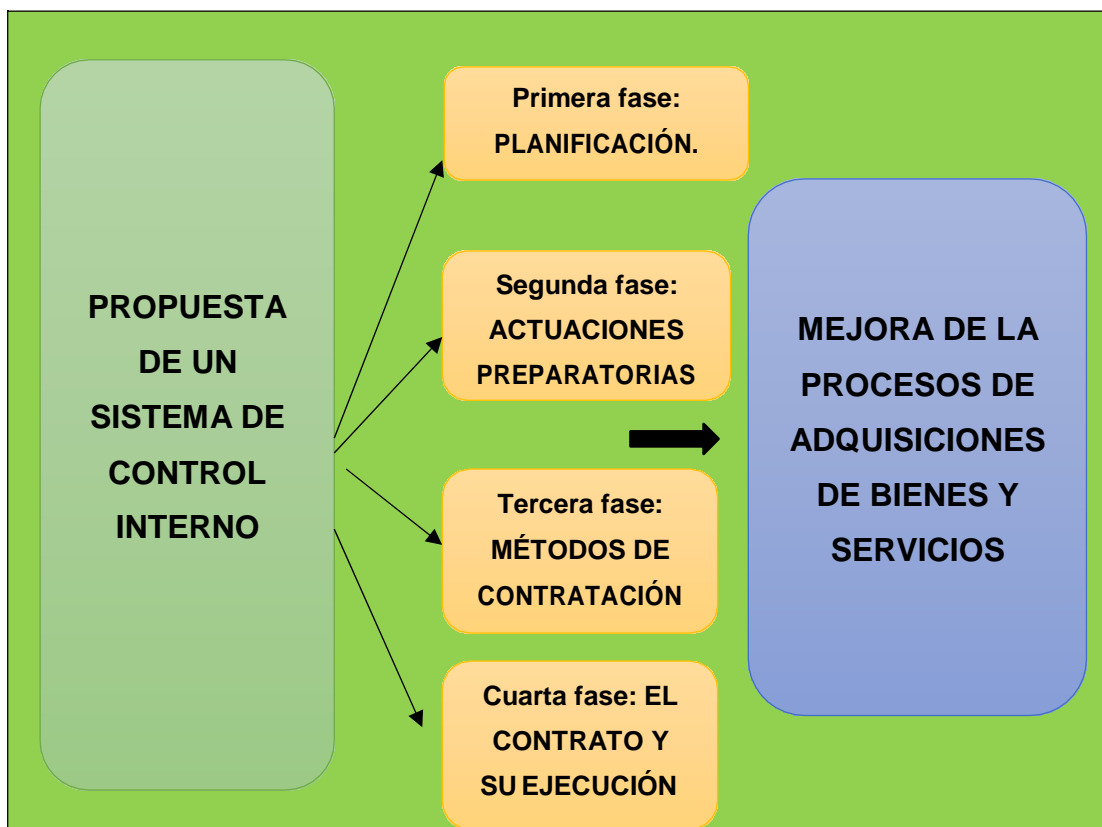 PROPUESTA
DE UN
SISTEMA DE
CONTROL
INTERNO
Primera fase:
PLANIFICACIÓN.
Segunda fase:
ACTUACIONES
PREPARATORIAS
Tercera fase:
MÉTODOS DE
CONTRATACIÓN
Cuarta fase: EL
CONTRATO Y
SU EJECUCIÓN
MEJORA DE LA
PROCESOS DE
ADQUISICIONES
DE BIENES Y
SERVICIOS